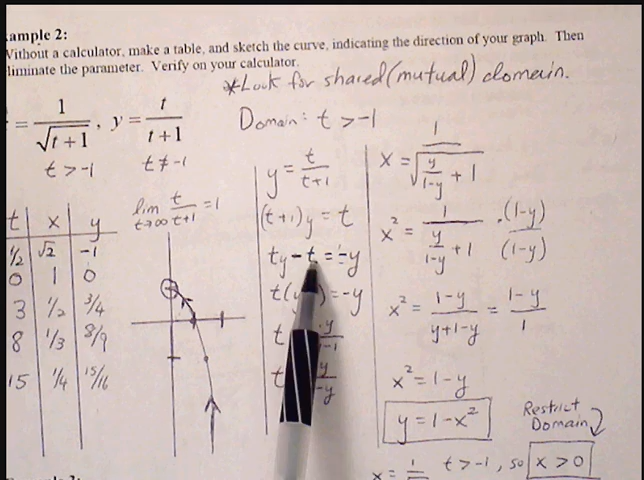 ample 2:
Without a calculator, make a table, and sketch the curve, indicating the direction of your graph. Then
liminate the parameter. Verify on your calculator.
*Look for shared (mutual) domain.
= 1/√(t+1), y = t/(t+1)
t > -1 t ≠ -1
Domain: t > -1
lim t→∞ t/(t+1) = 1
t x y
1/2 √2 -1
0 1 0
3 1/2 3/4
8 1/3 8/9
15 1/4 15/16
y = t/(t+1)
(t+1)y = t
ty - t = -y
t(y ) = -y
t y -1
t y -y
x = 1/√(y/(1-y) + 1)
x² = 1/(y/(1-y) + 1) · (1-y)/(1-y)
x² = (1-y)/(y+1-y) = (1-y)/1
x² = 1-y
y = 1-x²
Restrict
Domain
x = 1/ t > -1, so x > 0